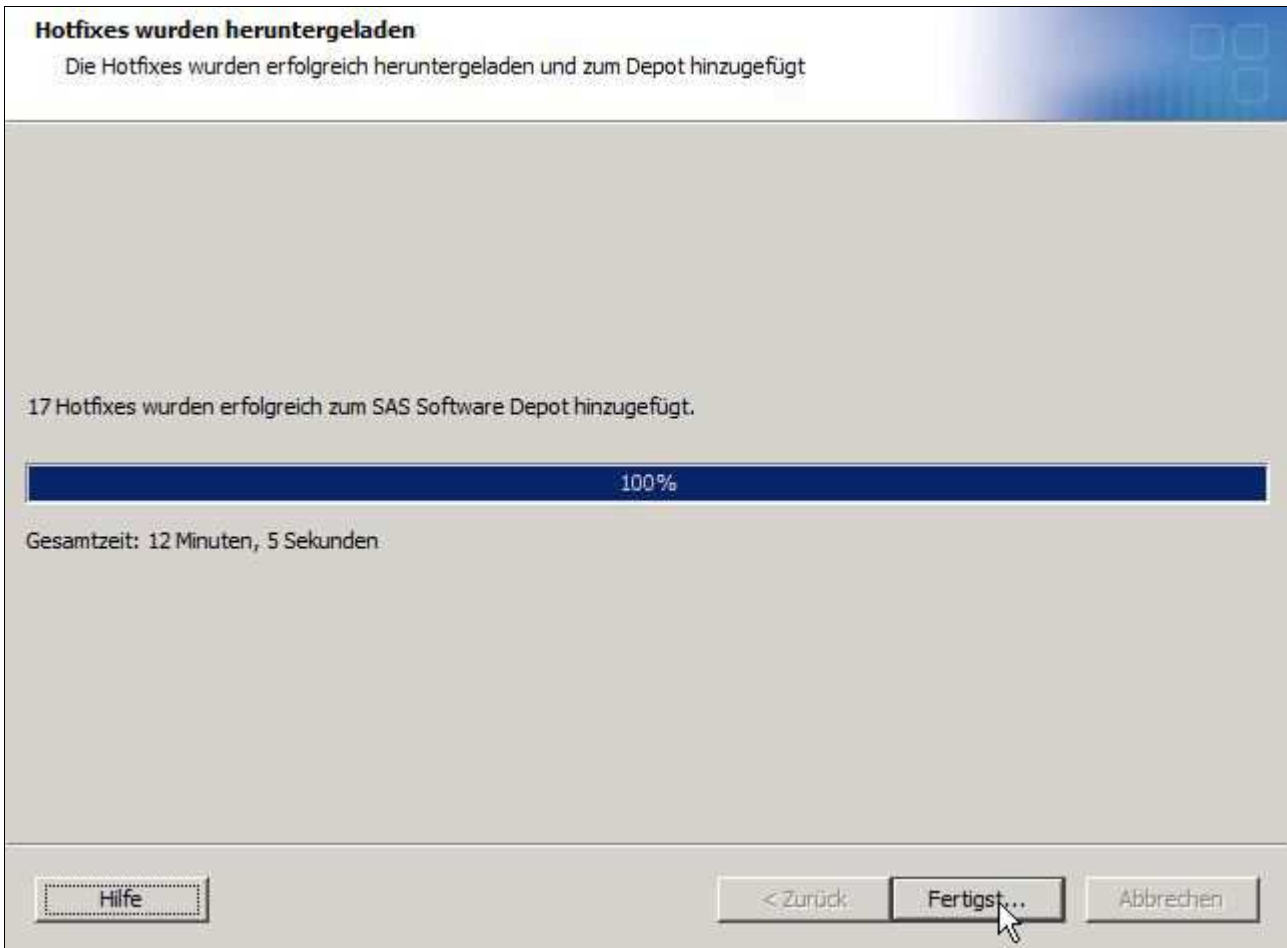 Hotfixes wurden heruntergeladen
Die Hotfixes wurden erfolgreich heruntergeladen und zum Depot hinzugefügt
17 Hotfixes wurden erfolgreich zum SAS Software Depot hinzugefügt.
100%
Gesamtzeit: 12 Minuten, 5 Sekunden
Hilfe
< Zurück
Fertigst...
Abbrechen